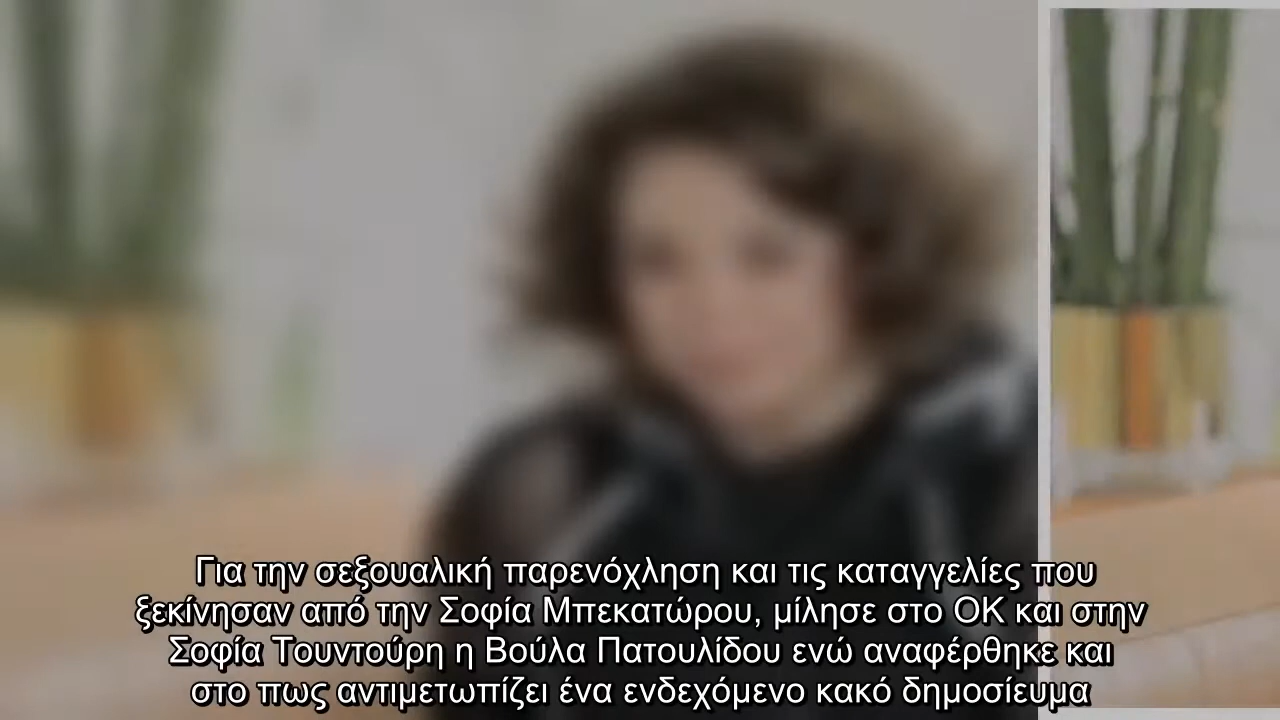 Για την σεξουαλική παρενόχληση και τις καταγγελίες που
ξεκίνησαν από την Σοφία Μπεκατώρου, μίλησε στο ΟΚ και στην
Σοφία Τουντούρη η Βούλα Πατουλίδου ενώ αναφέρθηκε και
στο πως αντιμετωπίζει ένα ενδεχόμενο κακό δημοσίευμα